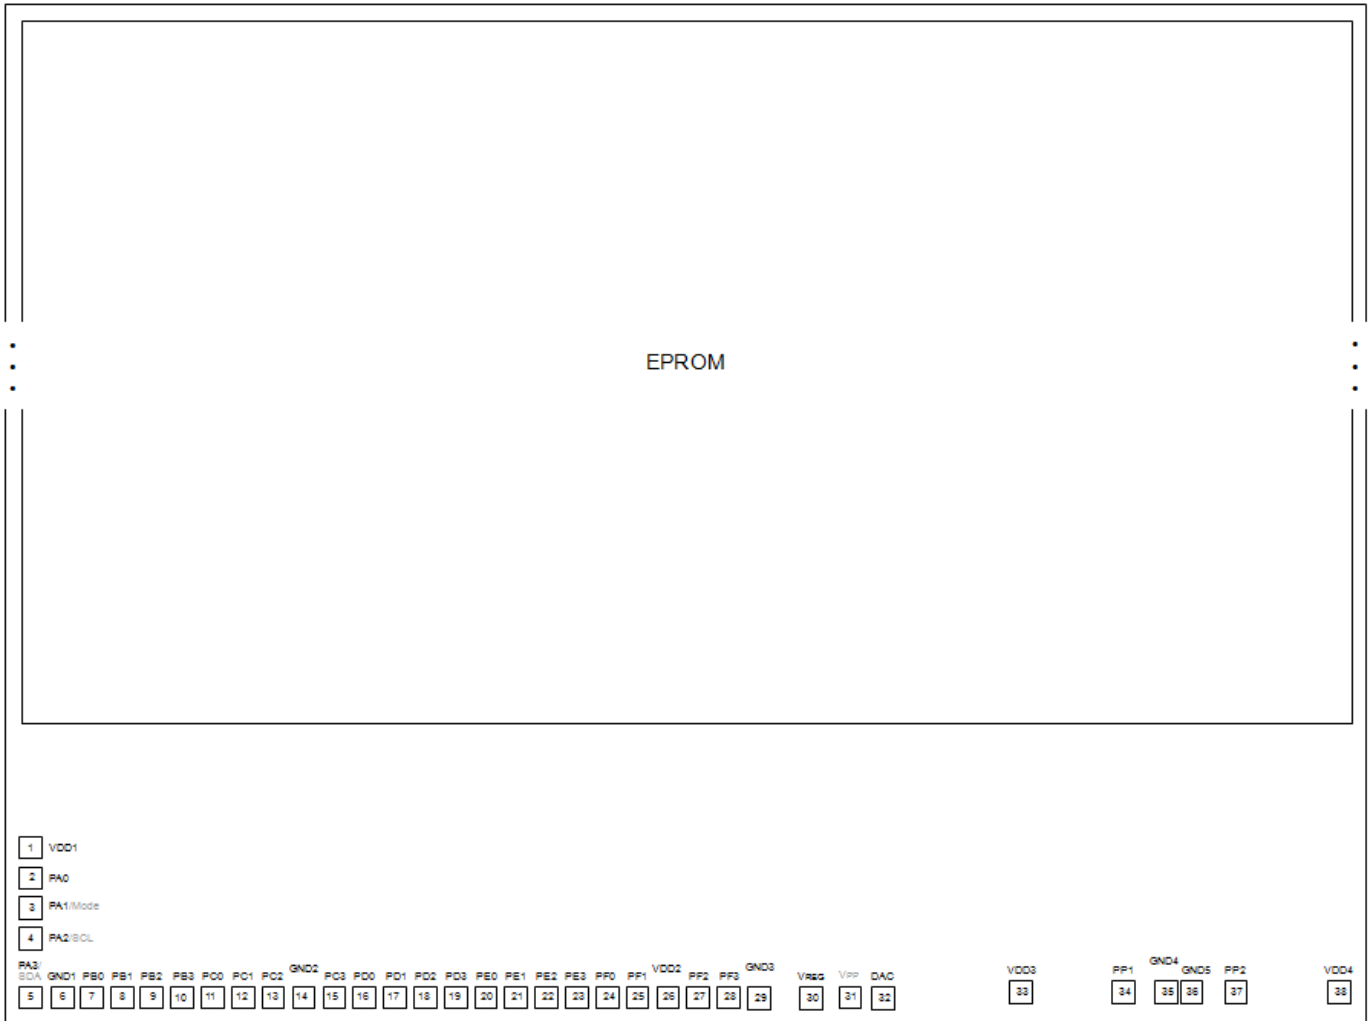 EPROM
1 VDD1
2 PA0
3 PA1/Mode
4 PA2/SCL
PA3/
SDA GND1 PB0 PB1 PB2 PB3 PC0 PC1 PC2 GND2 PC3 PD0 PD1 PD2 PD3 PE0 PE1 PE2 PE3 PF0 PF1 VDD2 PF2 PF3 GND3 VREG VPP DAC VDD3 PP1 GND4 GND5 PP2 VDD4
5 6 7 8 9 10 11 12 13 14 15 16 17 18 19 20 21 22 23 24 25 26 27 28 29 30 31 32 33 34 35 36 37 38